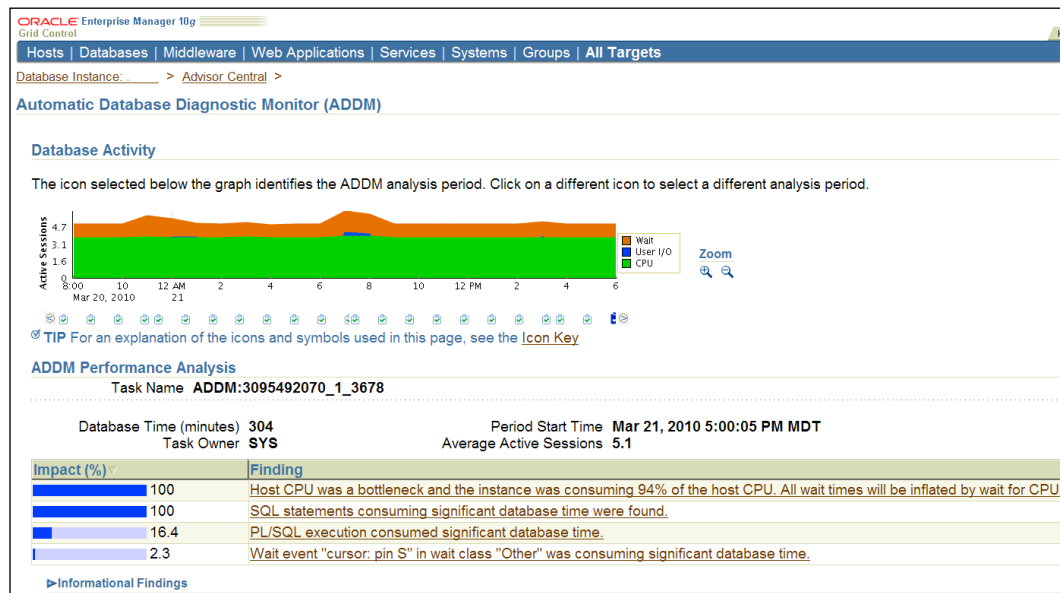 ORACLE Enterprise Manager 10g
Grid Control
Hosts | Databases | Middleware | Web Applications | Services | Systems | Groups | All Targets
Database Instance: . > Advisor Central >
Automatic Database Diagnostic Monitor (ADDM)
Database Activity
The icon selected below the graph identifies the ADDM analysis period. Click on a different icon to select a different analysis period.
Active Sessions
4.7
3.1
1.6
0
Wait
User I/O
CPU
Zoom
8:00 10 12 AM 2 4 6 8 10 12 PM 2 4 6
Mar 20, 2010 21
TIP For an explanation of the icons and symbols used in this page, see the Icon Key
ADDM Performance Analysis
Task Name ADDM:3095492070_1_3678
Database Time (minutes) 304 Period Start Time Mar 21, 2010 5:00:05 PM MDT
Task Owner SYS Average Active Sessions 5.1
Impact (%) Finding
100 Host CPU was a bottleneck and the instance was consuming 94% of the host CPU. All wait times will be inflated by wait for CPU
100 SQL statements consuming significant database time were found.
16.4 PL/SQL execution consumed significant database time.
2.3 Wait event "cursor: pin S" in wait class "Other" was consuming significant database time.
Informational Findings